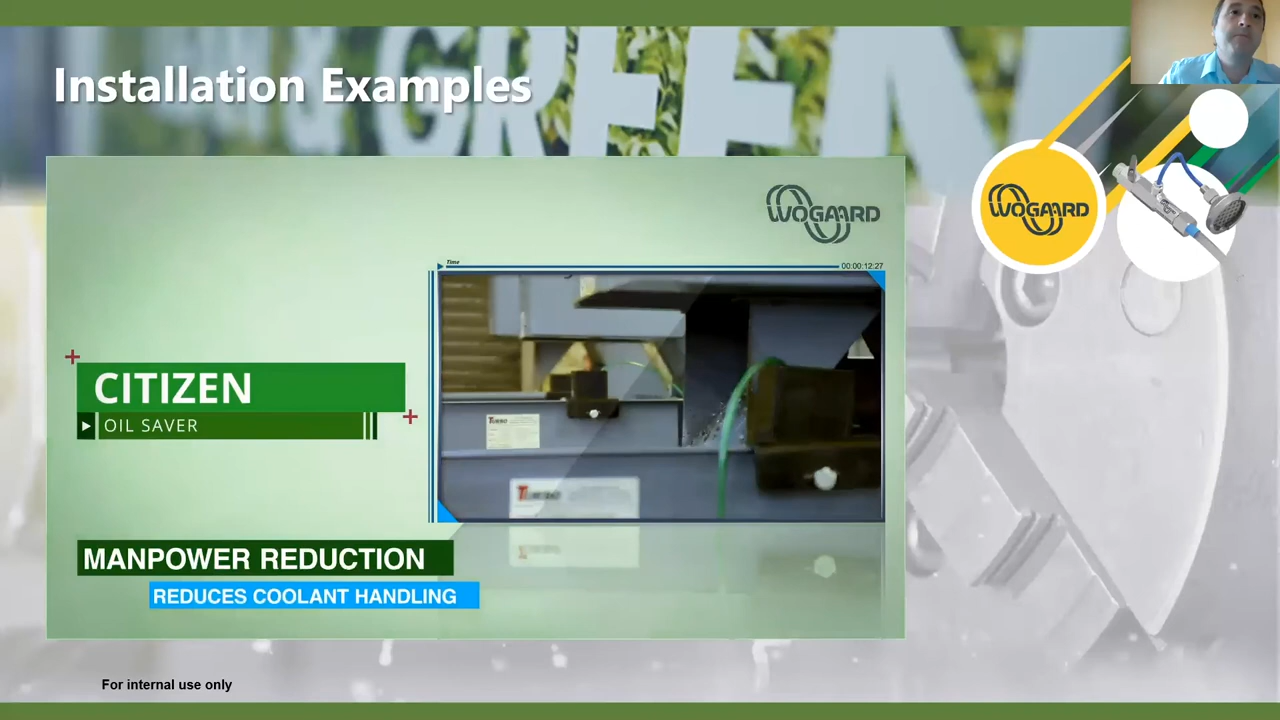 & GREEN
Installation Examples
WOGAARD
WOGAARD
Time
00:00:12:27
CITIZEN
OIL SAVER
MANPOWER REDUCTION
REDUCES COOLANT HANDLING
For internal use only